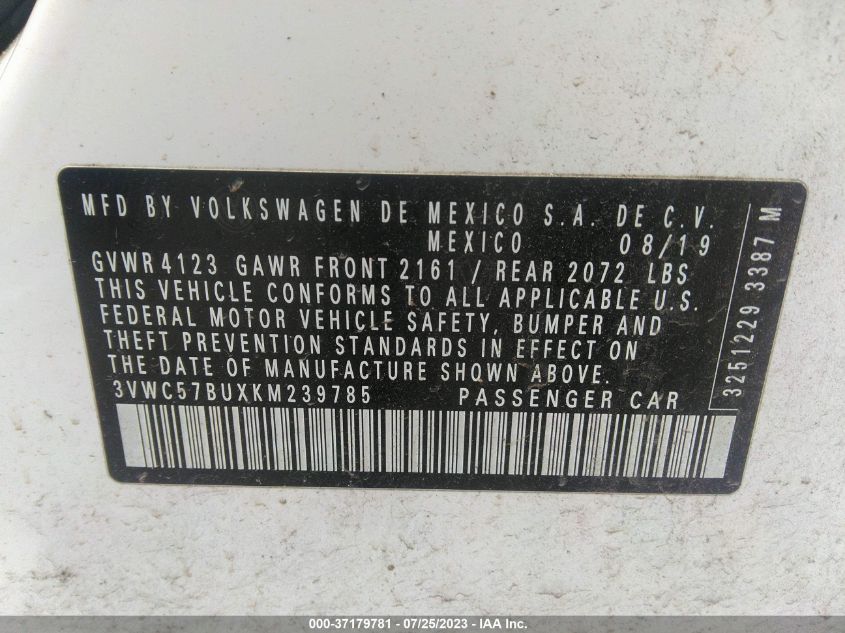 MFD BY VOLKSWAGEN DE MEXICO S.A. DE C.V.
MEXICO 08/19
GVWR 4123 GAWR FRONT 2161 / REAR 2072 LBS
THIS VEHICLE CONFORMS TO ALL APPLICABLE U.S.
FEDERAL MOTOR VEHICLE SAFETY, BUMPER AND
THEFT PREVENTION STANDARDS IN EFFECT ON
THE DATE OF MANUFACTURE SHOWN ABOVE.
3VWC57BUXKM239785 PASSENGER CAR
3251229 3387 M
000-37179781 - 07/25/2023 - IAA Inc.